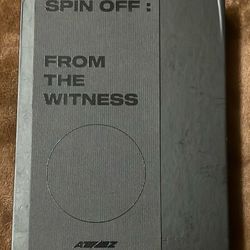 SPIN OFF :
FROM
THE
WITNESS
ATEEZ